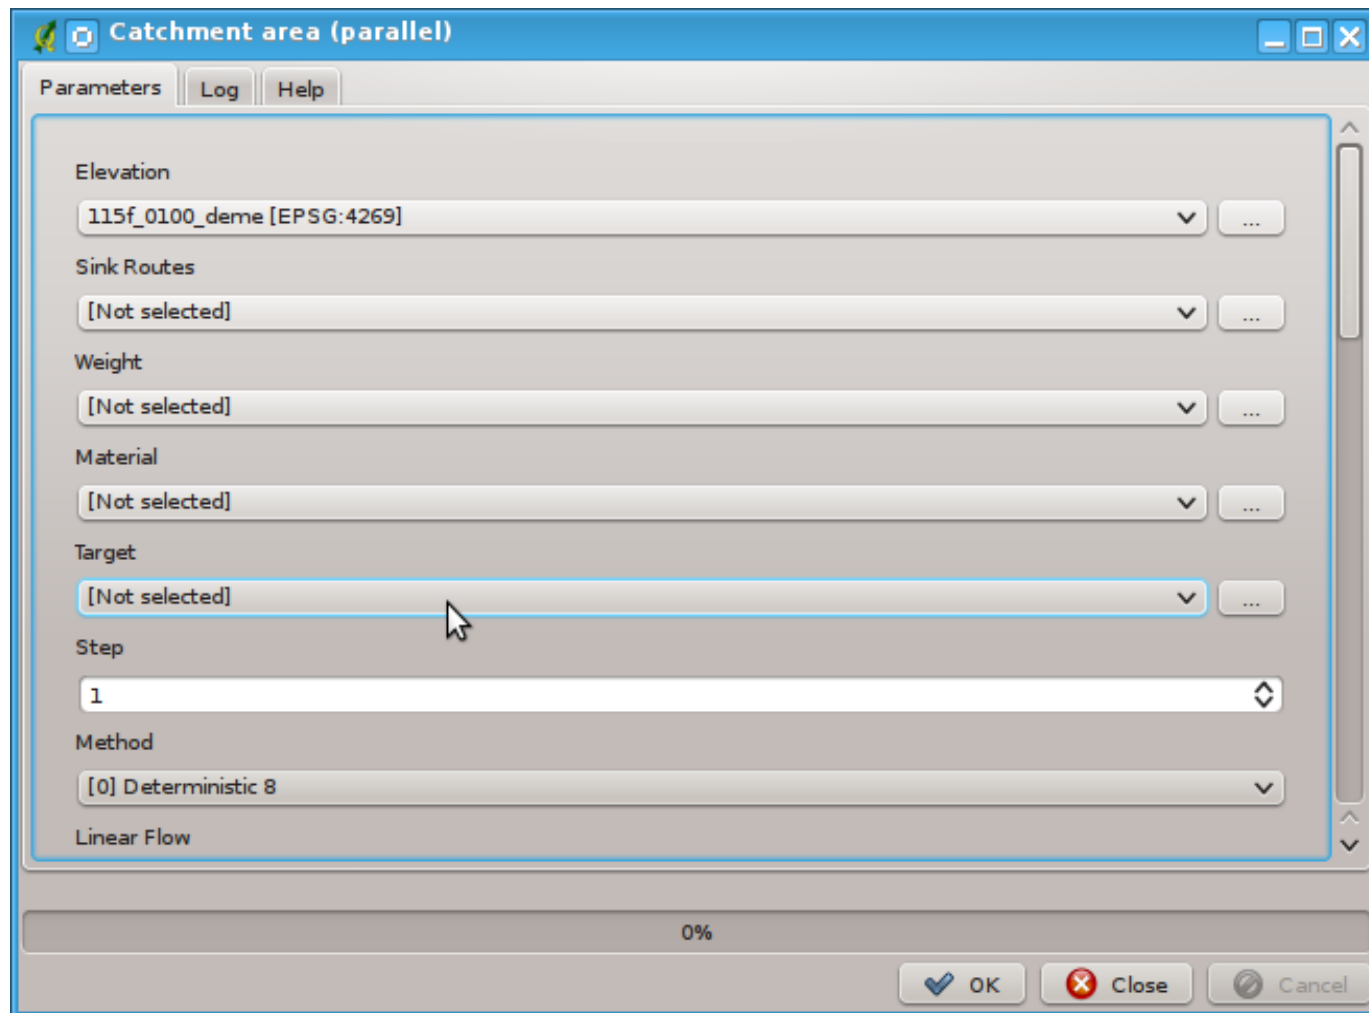 Catchment area (parallel)
Parameters Log Help
Elevation
115f_0100_deme [EPSG:4269]
...
Sink Routes
[Not selected]
...
Weight
[Not selected]
...
Material
[Not selected]
...
Target
[Not selected]
...
Step
1
Method
[0] Deterministic 8
Linear Flow
0%
OK Close Cancel